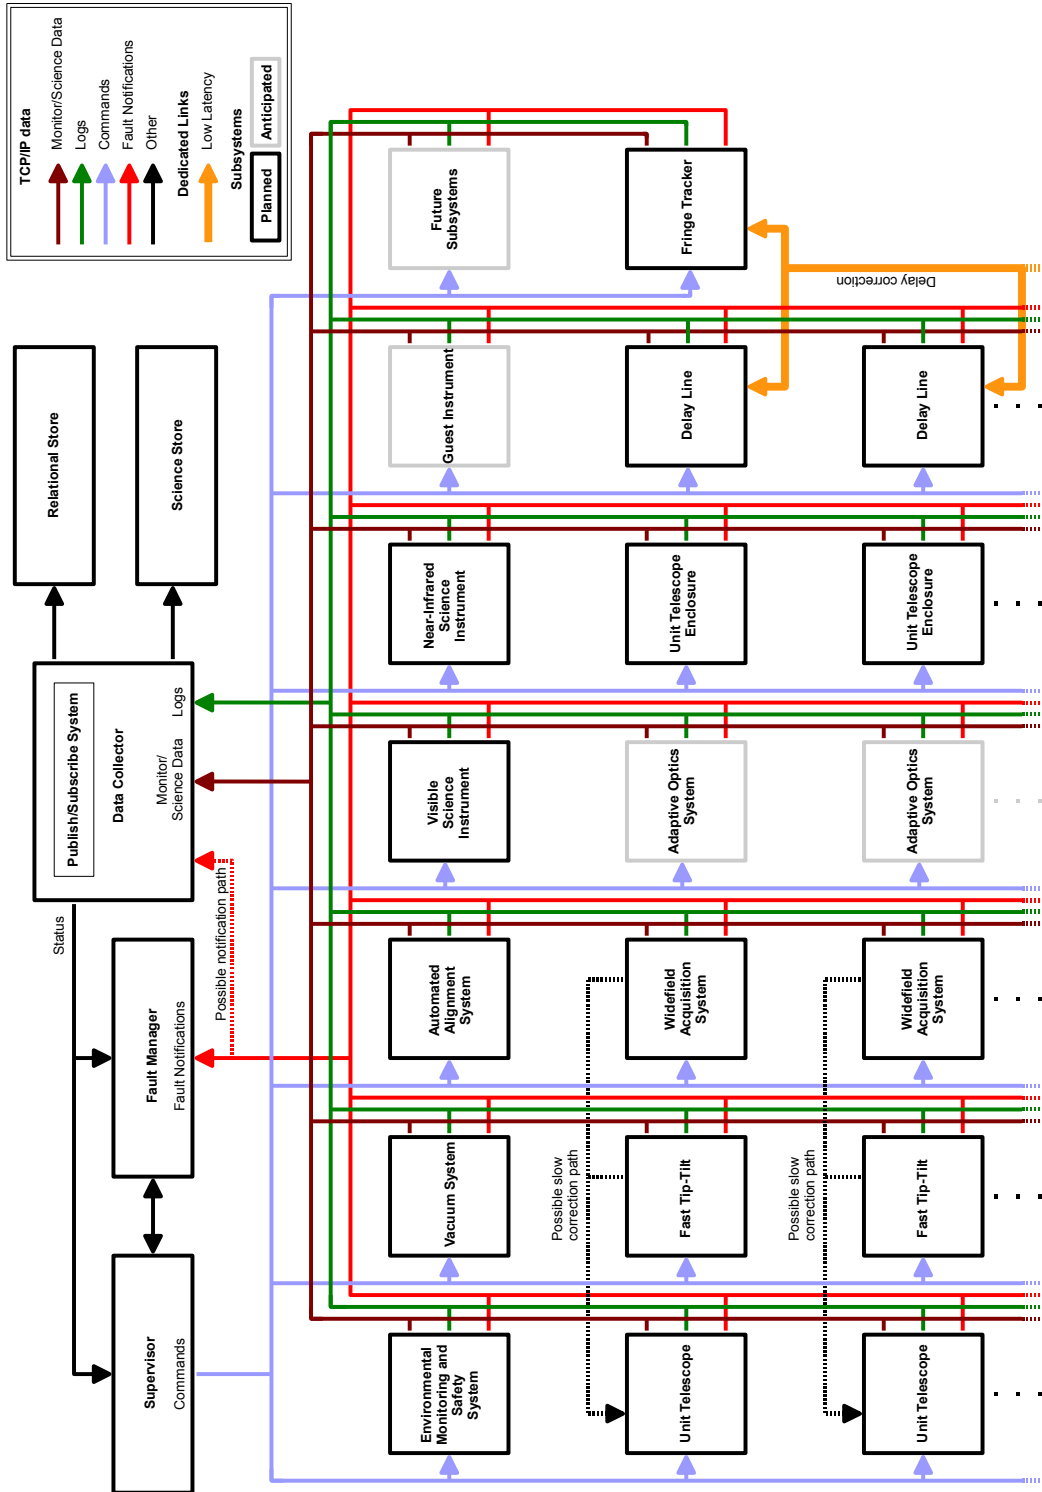 Supervisor
Commands
Fault Manager
Fault Notifications
Status
Publish/Subscribe System
Data Collector
Monitor/
Science Data
Logs
Possible notification path
Relational Store
Science Store
TCP/IP data
Monitor/Science Data
Logs
Commands
Fault Notifications
Other
Dedicated Links
Low Latency
Subsystems
Planned
Anticipated
Environmental
Monitoring and
Safety
System
Vacuum System
Automated
Alignment
System
Visible
Science
Instrument
Near-Infrared
Science
Instrument
Guest Instrument
Future
Subsystems
Possible slow
correction path
Unit Telescope
Fast Tip-Tilt
Widefield
Acquisition
System
Adaptive Optics
System
Unit Telescope
Enclosure
Delay Line
Fringe Tracker
Delay correction
Possible slow
correction path
Unit Telescope
Fast Tip-Tilt
Widefield
Acquisition
System
Adaptive Optics
System
Unit Telescope
Enclosure
Delay Line